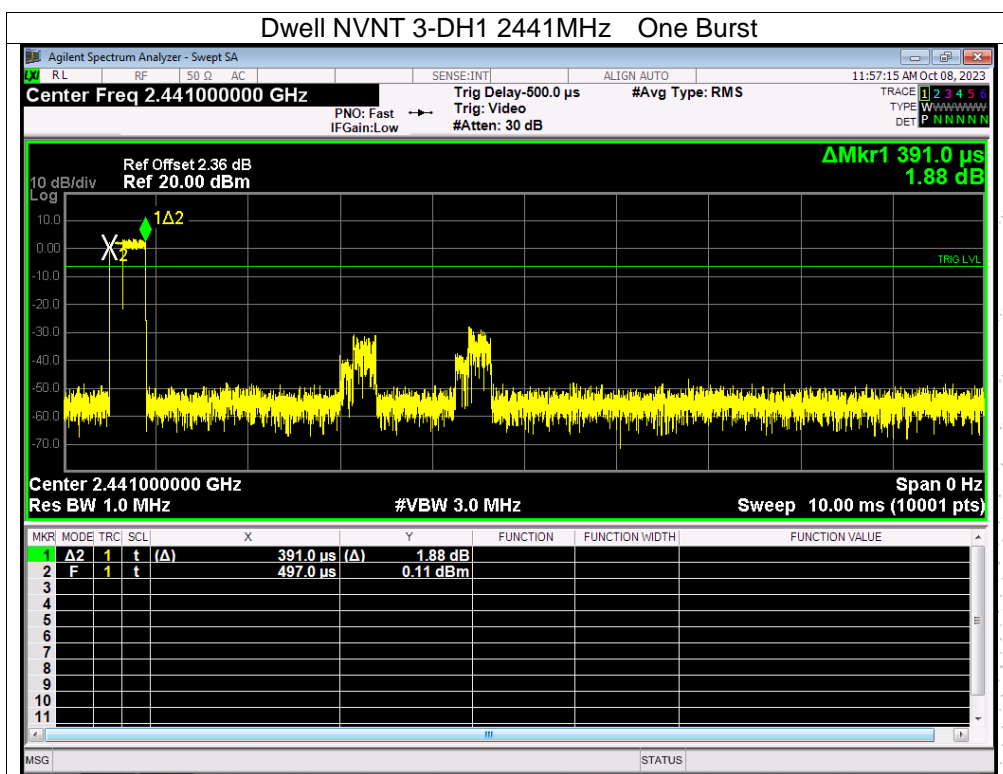 Dwell NVNT 3-DH1 2441MHz One Burst
Agilent Spectrum Analyzer - Swept SA
LXI RL RF 50 Ω AC SENSE:INT ALIGN AUTO 11:57:15 AM Oct 08, 2023
Center Freq 2.441000000 GHz
PNO: Fast
IFGain:Low
Trig Delay-500.0 µs
Trig: Video
#Atten: 30 dB
#Avg Type: RMS
TRACE 1 2 3 4 5 6
TYPE WWWWWW
DET P N N N N N
ΔMkr1 391.0 µs
1.88 dB
Ref Offset 2.36 dB
10 dB/div Ref 20.00 dBm
Log
10.0
0.00
-10.0
-20.0
-30.0
-40.0
-50.0
-60.0
-70.0
1Δ2
2
TRIG LVL
Center 2.441000000 GHz Span 0 Hz
Res BW 1.0 MHz #VBW 3.0 MHz Sweep 10.00 ms (10001 pts)
MKR MODE TRC SCL X Y FUNCTION FUNCTION WIDTH FUNCTION VALUE
1 Δ2 1 t (Δ) 391.0 µs (Δ) 1.88 dB
2 F 1 t 497.0 µs 0.11 dBm
3
4
5
6
7
8
9
10
11
MSG STATUS